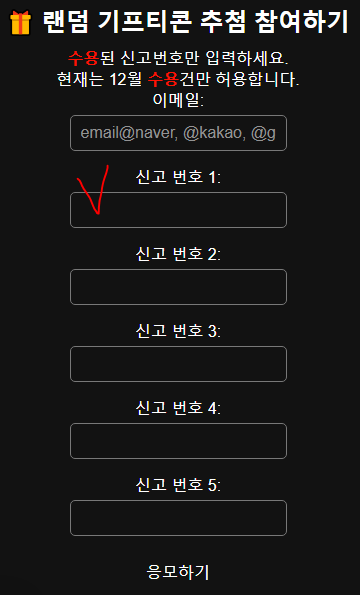 랜덤 기프티콘 추첨 참여하기
수용된 신고번호만 입력하세요.
현재는 12월 수용건만 허용합니다.
이메일:
email@naver, @kakao, @g
신고 번호 1:
신고 번호 2:
신고 번호 3:
신고 번호 4:
신고 번호 5:
응모하기